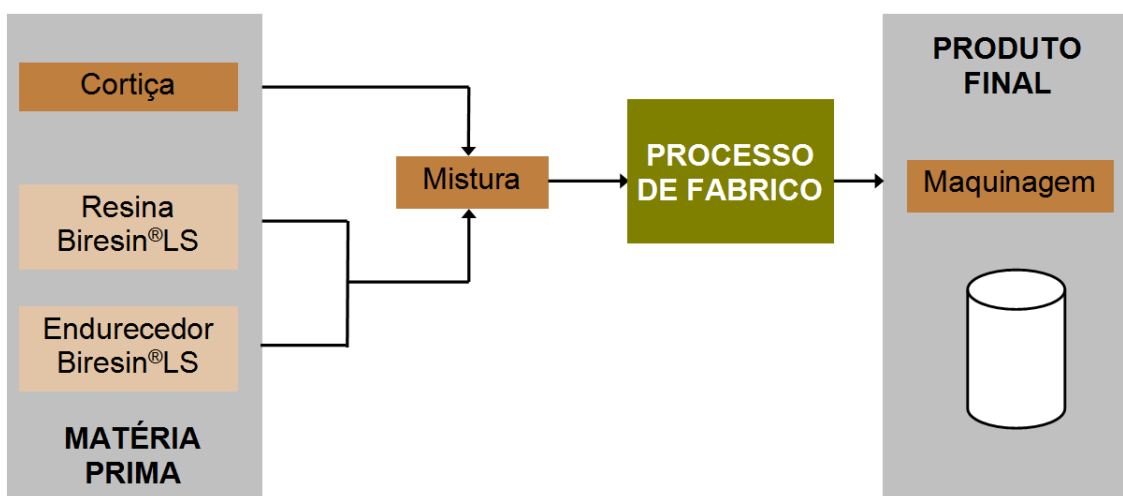 Cortiça
Resina
Biresin®LS
Endurecedor
Biresin®LS
MATÉRIA
PRIMA
Mistura
PROCESSO
DE FABRICO
PRODUTO
FINAL
Maquinagem